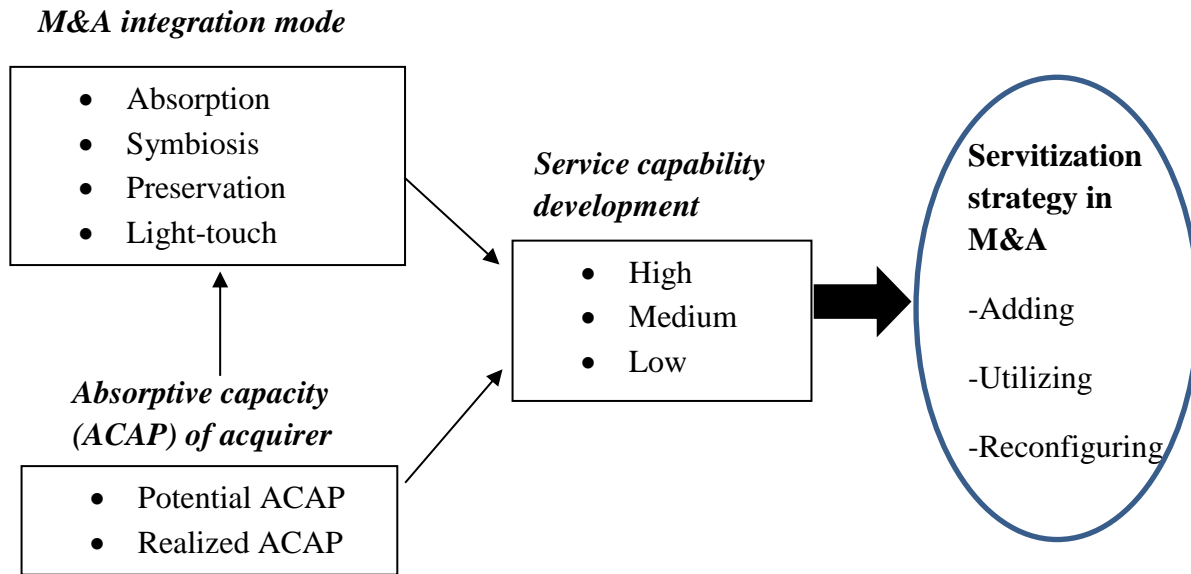 M&A integration mode
• Absorption
• Symbiosis
• Preservation
• Light-touch
Absorptive capacity
(ACAP) of acquirer
• Potential ACAP
• Realized ACAP
Service capability
development
• High
• Medium
• Low
Servitization
strategy in
M&A
-Adding
-Utilizing
-Reconfiguring